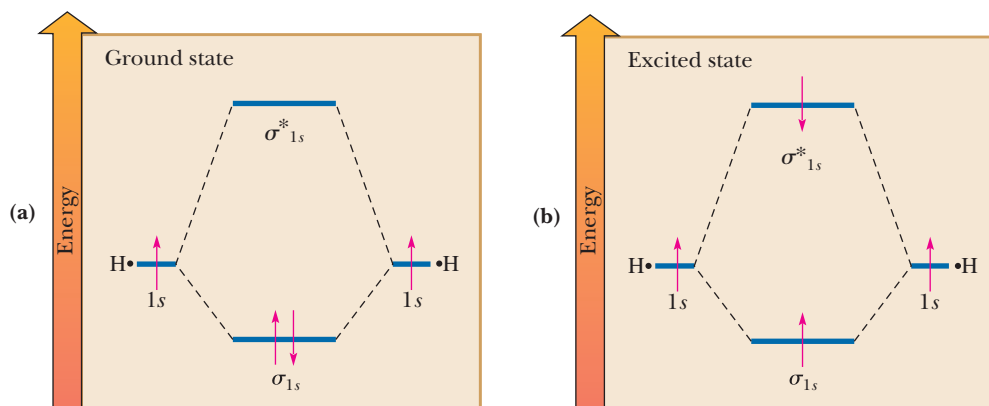 (a)
Energy
Ground state
σ*1s
H•
•H
1s
1s
σ1s
(b)
Energy
Excited state
σ*1s
H•
•H
1s
1s
σ1s